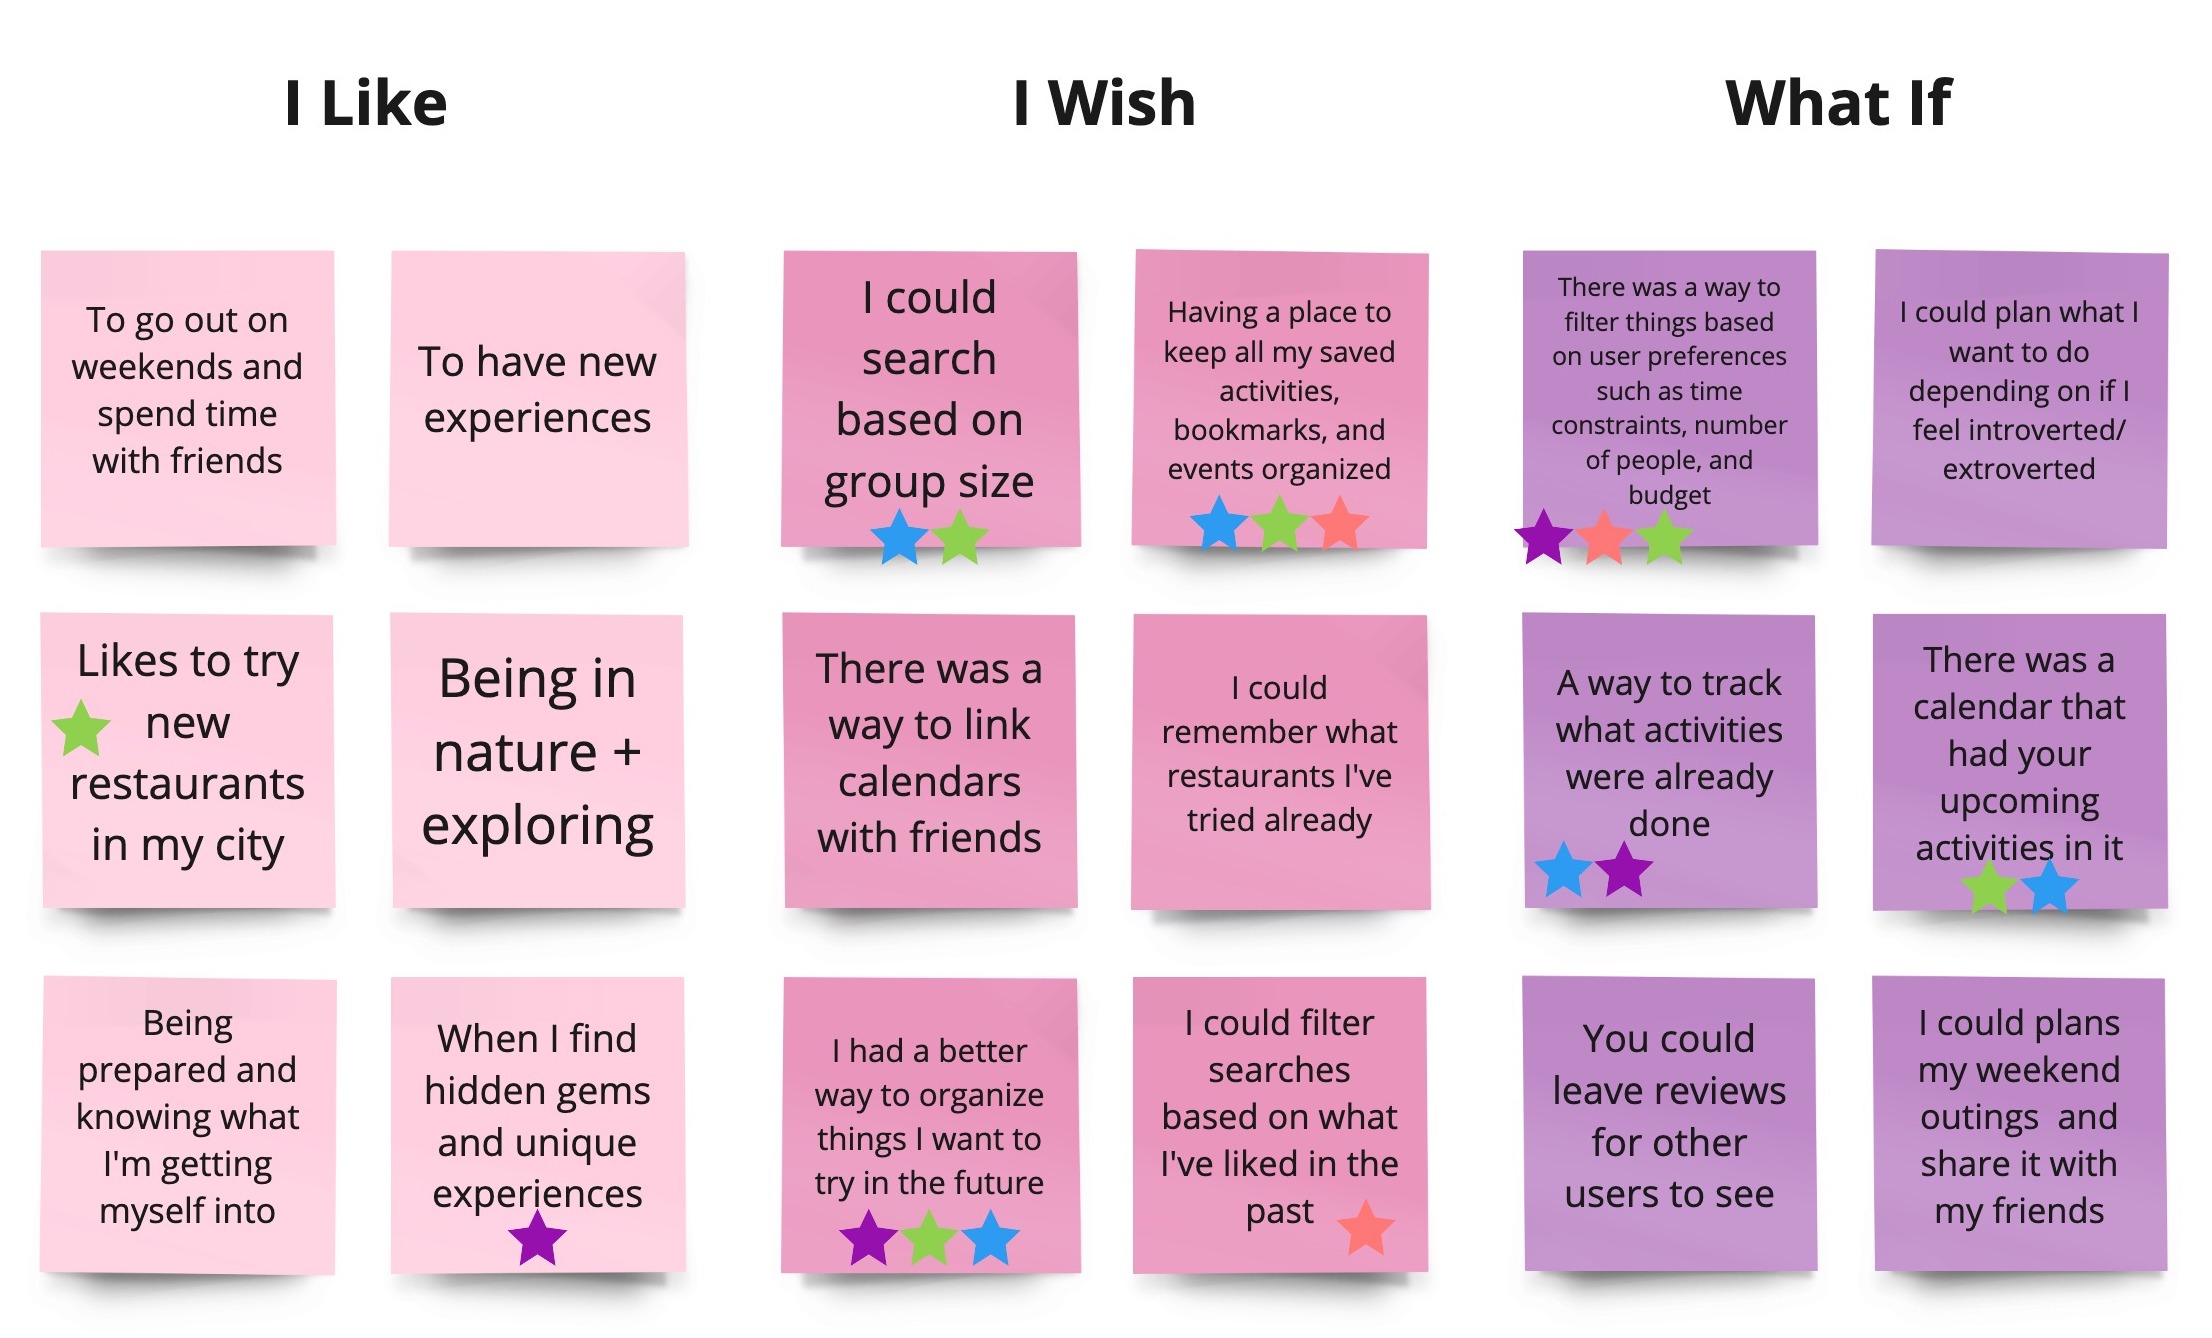 I Like
I Wish
What If
To go out on
weekends and
spend time
with friends
To have new
experiences
I could
search
based on
group size
Having a place to
keep all my saved
activities,
bookmarks, and
events organized
There was a way to
filter things based
on user preferences
such as time
constraints, number
of people, and
budget
I could plan what I
want to do
depending on if I
feel introverted/
extroverted
Likes to try
new
restaurants
in my city
Being in
nature +
exploring
There was a
way to link
calendars
with friends
I could
remember what
restaurants I've
tried already
A way to track
what activities
were already
done
There was a
calendar that
had your
upcoming
activities in it
Being
prepared and
knowing what
I'm getting
myself into
When I find
hidden gems
and unique
experiences
I had a better
way to organize
things I want to
try in the future
I could filter
searches
based on what
I've liked in the
past
You could
leave reviews
for other
users to see
I could plans
my weekend
outings and
share it with
my friends